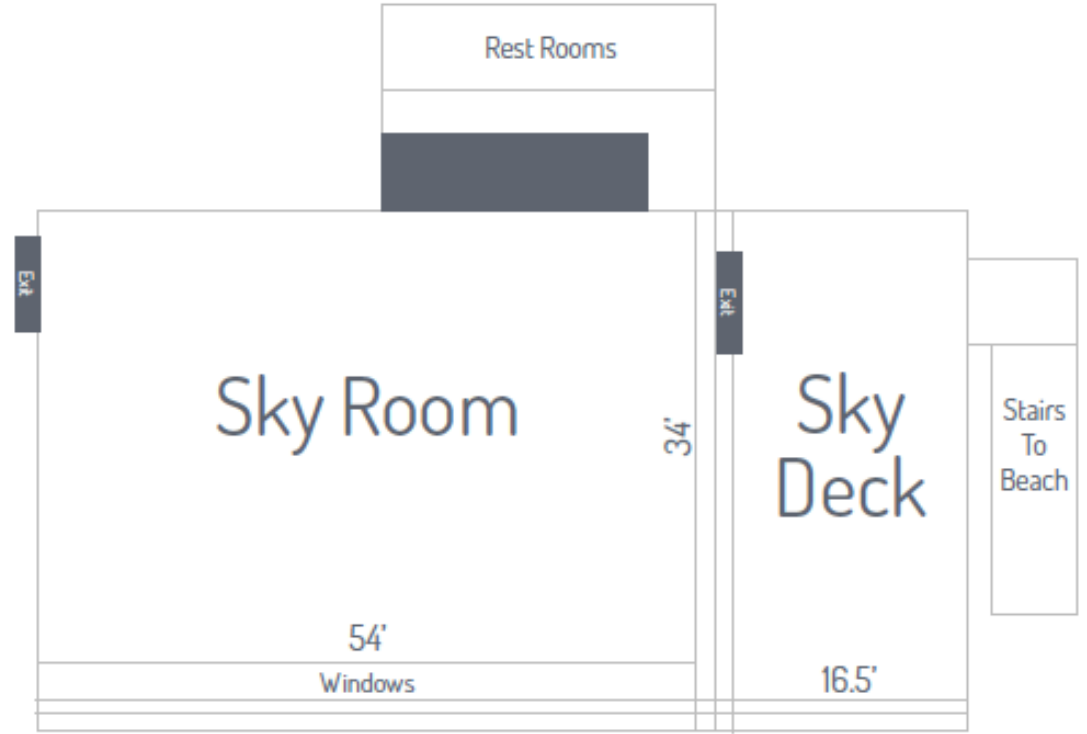 Rest Rooms
Exit
Exit
Sky Room
34'
Sky
Deck
Stairs
To
Beach
54'
Windows
16.5'